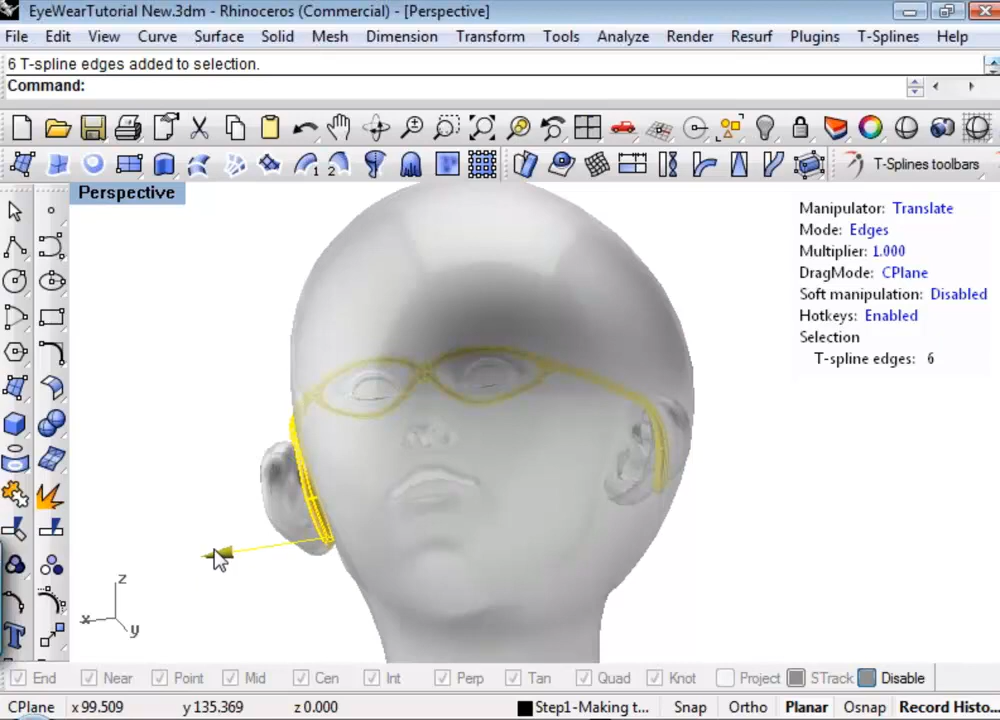 EyeWearTutorial New.3dm - Rhinoceros (Commercial) - [Perspective]
File Edit View Curve Surface Solid Mesh Dimension Transform Tools Analyze Render Resurf Plugins T-Splines Help
6 T-spline edges added to selection.
Command:
T-Splines toolbars
Perspective
Manipulator: Translate
Mode: Edges
Multiplier: 1.000
DragMode: CPlane
Soft manipulation: Disabled
Hotkeys: Enabled
Selection
T-spline edges: 6
z
x
y
End Near Point Mid Cen Int Perp Tan Quad Knot Project STrack Disable
CPlane x 99.509 y 135.369 z 0.000 Step1-Making t... Snap Ortho Planar Osnap Record Histo...